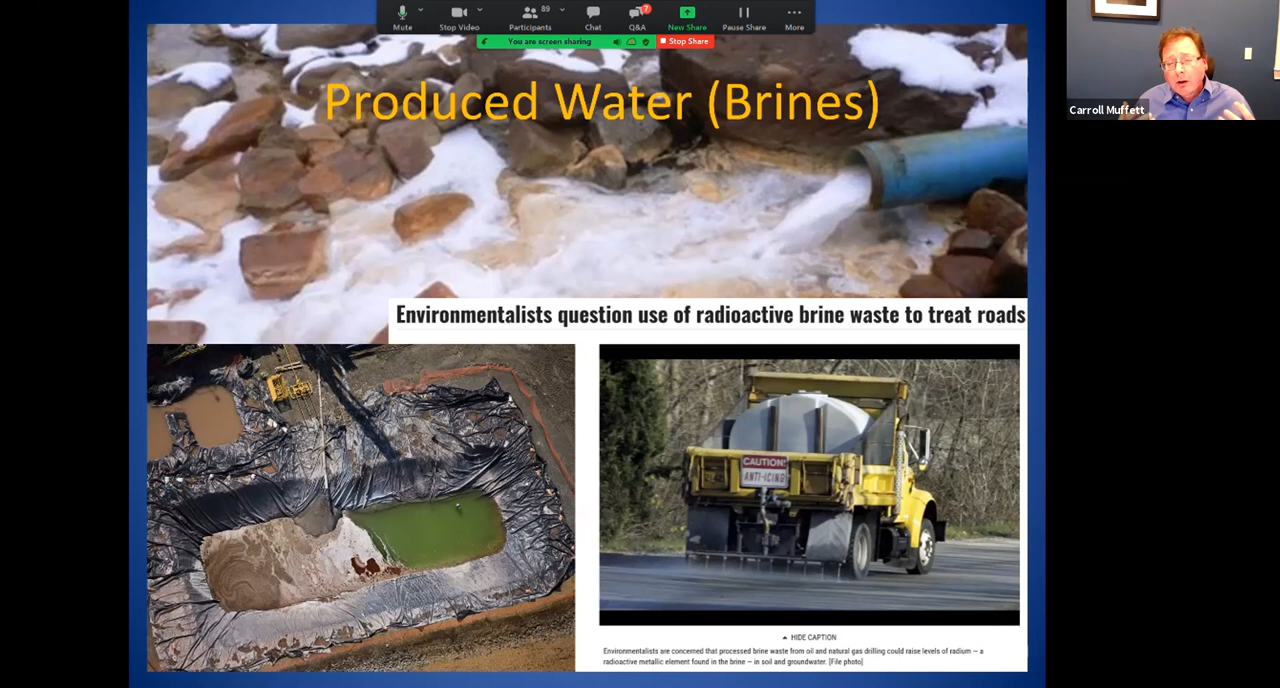 Mute
Stop Video
Participants
89
Chat
Q&A
7
New Share
Pause Share
More
You are screen sharing
Stop Share
Carroll Muffett
Produced Water (Brines)
Environmentalists question use of radioactive brine waste to treat roads
CAUTION!
ANTI-ICING
HIDE CAPTION
Environmentalists are concerned that processed brine waste from oil and natural gas drilling could raise levels of radium — a
radioactive metallic element found in the brine — in soil and groundwater. [File photo]